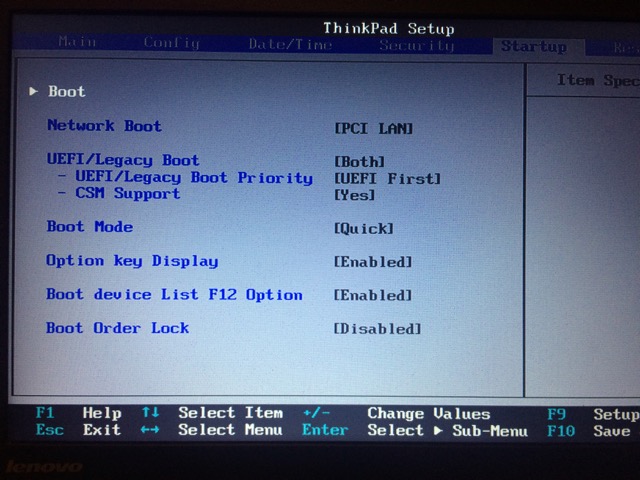 ThinkPad Setup
Main Config Date/Time Security Startup
Item Spec
▶ Boot
Network Boot [PCI LAN]
UEFI/Legacy Boot [Both]
- UEFI/Legacy Boot Priority [UEFI First]
- CSM Support [Yes]
Boot Mode [Quick]
Option key Display [Enabled]
Boot device List F12 Option [Enabled]
Boot Order Lock [Disabled]
F1 Help ↑↓ Select Item +/- Change Values F9 Setup
Esc Exit ←→ Select Menu Enter Select ▶ Sub-Menu F10 Save
lenovo